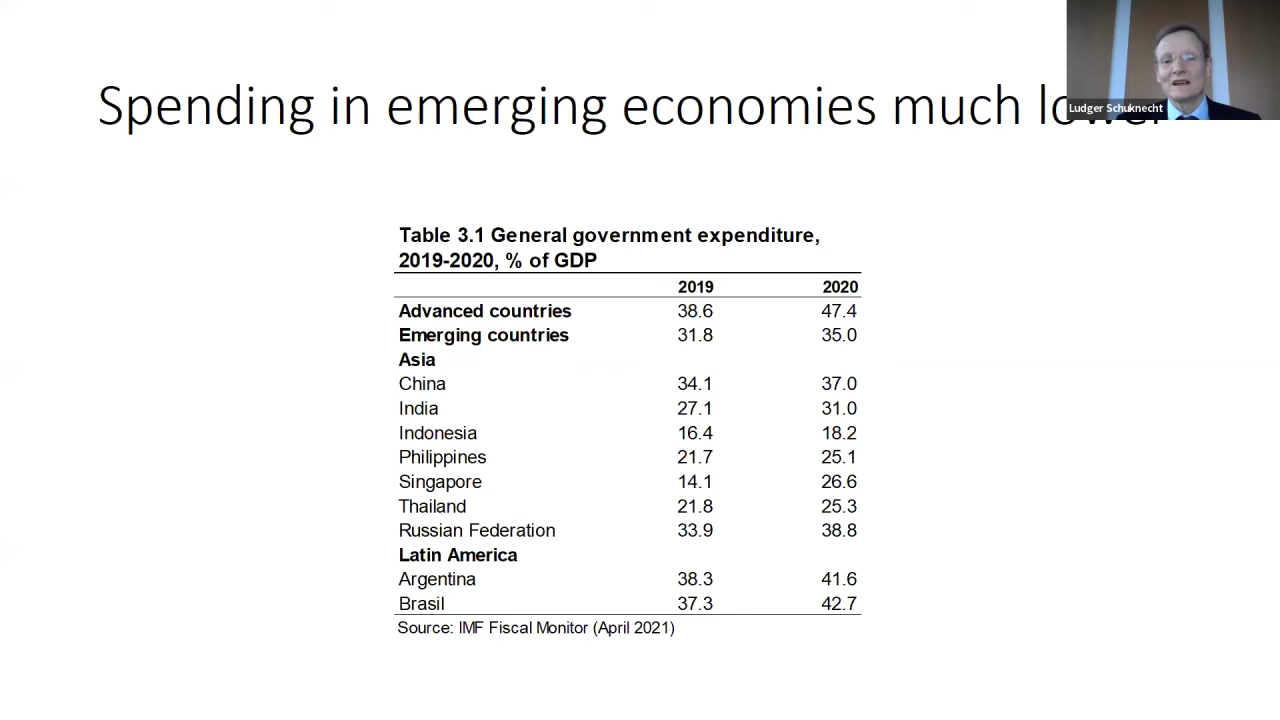 Spending in emerging economies much lower
Ludger Schuknecht
Table 3.1 General government expenditure,
2019-2020, % of GDP
2019 2020
Advanced countries 38.6 47.4
Emerging countries 31.8 35.0
Asia
China 34.1 37.0
India 27.1 31.0
Indonesia 16.4 18.2
Philippines 21.7 25.1
Singapore 14.1 26.6
Thailand 21.8 25.3
Russian Federation 33.9 38.8
Latin America
Argentina 38.3 41.6
Brasil 37.3 42.7
Source: IMF Fiscal Monitor (April 2021)